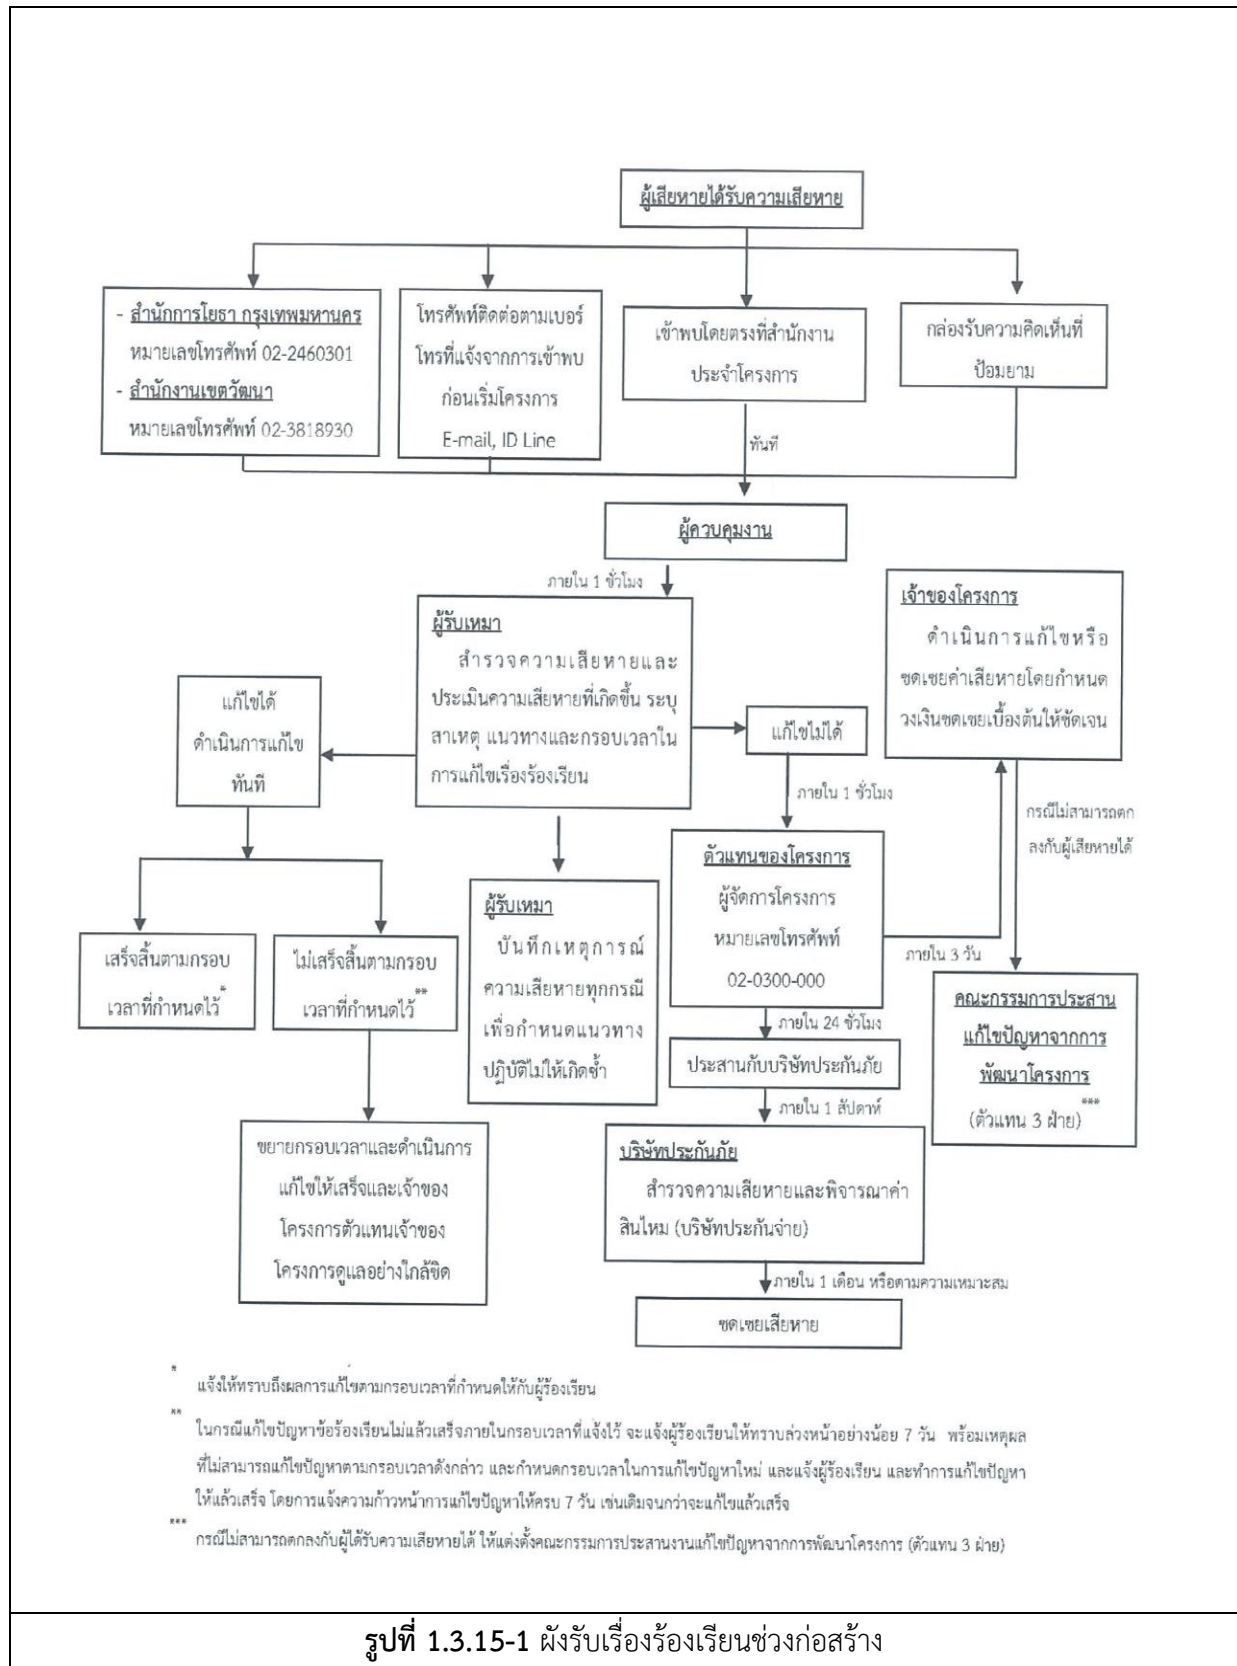 ผู้เสียหายได้รับความเสียหาย
- สำนักการโยธา กรุงเทพมหานคร
หมายเลขโทรศัพท์ 02-2460301
- สำนักงานเขตวัฒนา
หมายเลขโทรศัพท์ 02-3818930
โทรศัพท์ติดต่อตามเบอร์
โทรที่แจ้งจากการเข้าพบ
ก่อนเริ่มโครงการ
E-mail, ID Line
เข้าพบโดยตรงที่สำนักงาน
ประจำโครงการ
กล่องรับความคิดเห็นที่
ป้อมยาม
ทันที
ผู้ควบคุมงาน
ภายใน 1 ชั่วโมง
ผู้รับเหมา
สำรวจความเสียหายและ
ประเมินความเสียหายที่เกิดขึ้น ระบุ
สาเหตุ แนวทางและกรอบเวลาใน
การแก้ไขเรื่องร้องเรียน
เจ้าของโครงการ
ดำเนินการแก้ไขหรือ
ชดเชยค่าเสียหายโดยกำหนด
วงเงินชดเชยเบื้องต้นให้ชัดเจน
แก้ไขได้
ดำเนินการแก้ไข
ทันที
แก้ไขไม่ได้
ภายใน 1 ชั่วโมง
กรณีไม่สามารถตก
ลงกับผู้เสียหายได้
ตัวแทนของโครงการ
ผู้จัดการโครงการ
หมายเลขโทรศัพท์
02-0300-000
ภายใน 3 วัน
ผู้รับเหมา
บันทึกเหตุการณ์
ความเสียหายทุกกรณี
เพื่อกำหนดแนวทาง
ปฏิบัติไม่ให้เกิดซ้ำ
เสร็จสิ้นตามกรอบ
เวลาที่กำหนดไว้*
ไม่เสร็จสิ้นตามกรอบ
เวลาที่กำหนดไว้**
คณะกรรมการประสาน
แก้ไขปัญหาจากการ
พัฒนาโครงการ
(ตัวแทน 3 ฝ่าย)***
ภายใน 24 ชั่วโมง
ประสานกับบริษัทประกันภัย
ภายใน 1 สัปดาห์
ขยายกรอบเวลาและดำเนินการ
แก้ไขให้เสร็จและเจ้าของ
โครงการตัวแทนเจ้าของ
โครงการดูแลอย่างใกล้ชิด
บริษัทประกันภัย
สำรวจความเสียหายและพิจารณาค่า
สินไหม (บริษัทประกันจ่าย)
ภายใน 1 เดือน หรือตามความเหมาะสม
ชดเชยเสียหาย
* แจ้งให้ทราบถึงผลการแก้ไขตามกรอบเวลาที่กำหนดให้กับผู้ร้องเรียน
** ในกรณีแก้ไขปัญหาข้อร้องเรียนไม่แล้วเสร็จภายในกรอบเวลาที่แจ้งไว้ จะแจ้งผู้ร้องเรียนให้ทราบล่วงหน้าอย่างน้อย 7 วัน พร้อมเหตุผล
ที่ไม่สามารถแก้ไขปัญหาตามกรอบเวลาดังกล่าว และกำหนดกรอบเวลาในการแก้ไขปัญหาใหม่ และแจ้งผู้ร้องเรียน และทำการแก้ไขปัญหา
ให้แล้วเสร็จ โดยการแจ้งความก้าวหน้าการแก้ไขปัญหาให้ครบ 7 วัน เช่นเดิมจนกว่าจะแก้ไขแล้วเสร็จ
*** กรณีไม่สามารถตกลงกับผู้ได้รับความเสียหายได้ ให้แต่งตั้งคณะกรรมการประสานงานแก้ไขปัญหาจากการพัฒนาโครงการ (ตัวแทน 3 ฝ่าย)
รูปที่ 1.3.15-1 ผังรับเรื่องร้องเรียนช่วงก่อสร้าง